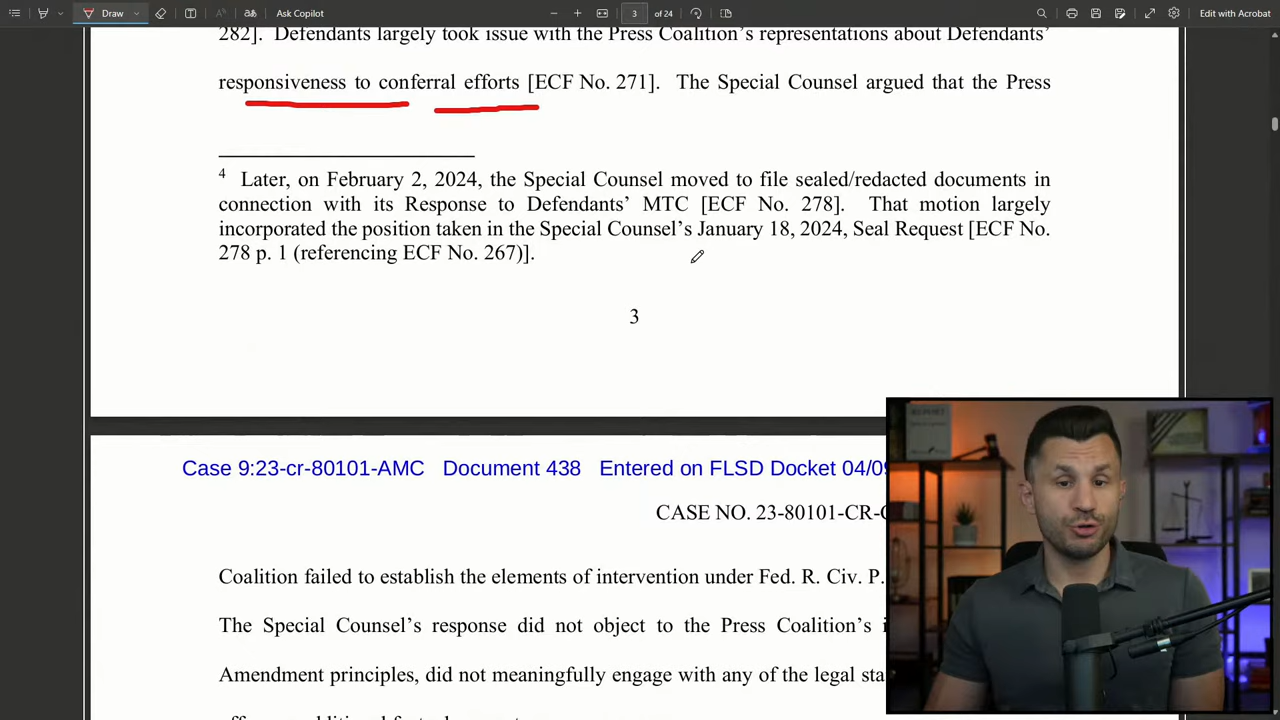 Draw
Ask Copilot
3 of 24
Edit with Acrobat
282]. Defendants largely took issue with the Press Coalition’s representations about Defendants’
responsiveness to conferral efforts [ECF No. 271]. The Special Counsel argued that the Press
4 Later, on February 2, 2024, the Special Counsel moved to file sealed/redacted documents in
connection with its Response to Defendants’ MTC [ECF No. 278]. That motion largely
incorporated the position taken in the Special Counsel’s January 18, 2024, Seal Request [ECF No.
278 p. 1 (referencing ECF No. 267)].
3
Case 9:23-cr-80101-AMC Document 438 Entered on FLSD Docket 04/09
CASE NO. 23-80101-CR-
Coalition failed to establish the elements of intervention under Fed. R. Civ. P.
The Special Counsel’s response did not object to the Press Coalition’s
Amendment principles, did not meaningfully engage with any of the legal sta